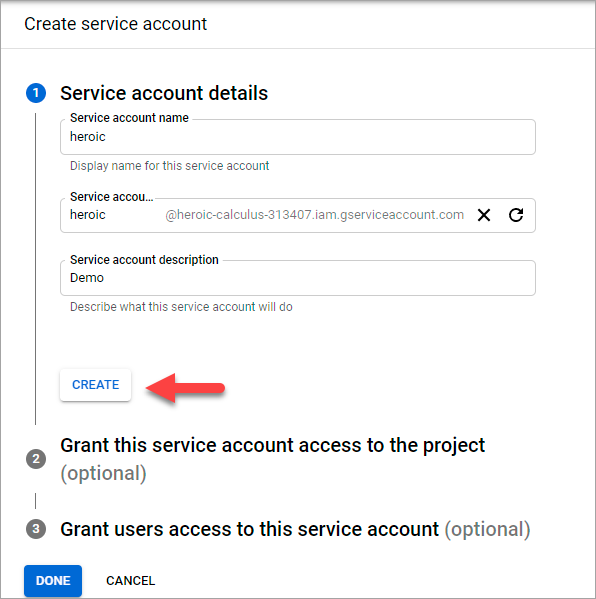 Create service account
1 Service account details
Service account name
heroic
Display name for this service account
Service accou...
heroic @heroic-calculus-313407.iam.gserviceaccount.com
Service account description
Demo
Describe what this service account will do
CREATE
2 Grant this service account access to the project
(optional)
3 Grant users access to this service account (optional)
DONE CANCEL